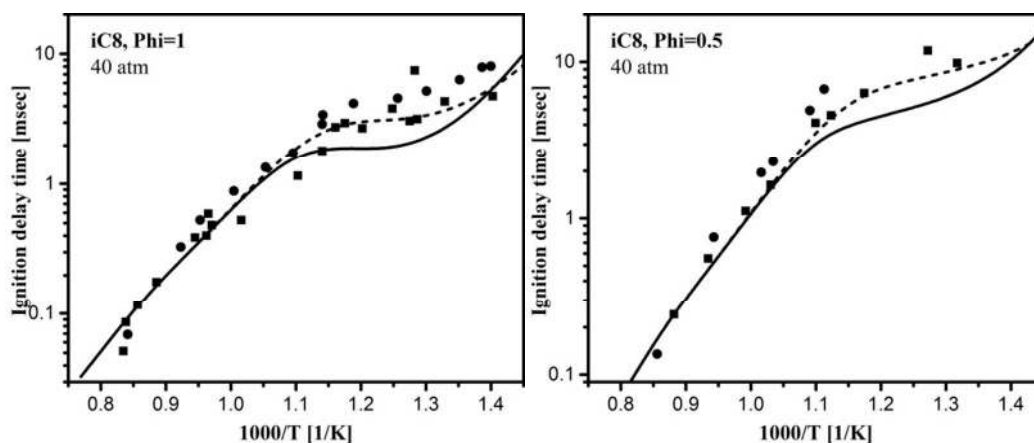 iC8, Phi=1
40 atm
Ignition delay time [msec]
10
1
0.1
0.8 0.9 1.0 1.1 1.2 1.3 1.4
1000/T [1/K]
iC8, Phi=0.5
40 atm
Ignition delay time [msec]
10
1
0.1
0.8 0.9 1.0 1.1 1.2 1.3 1.4
1000/T [1/K]